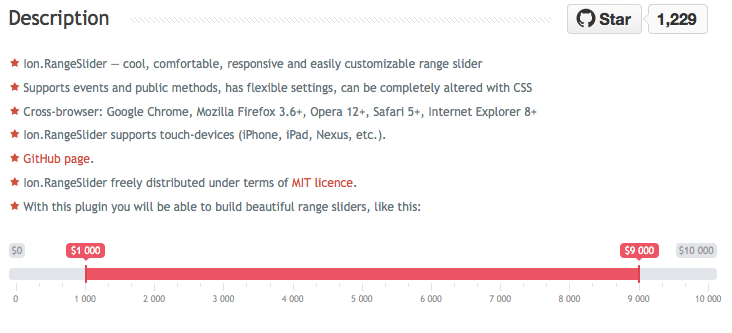 Description
Star 1,229
Ion.RangeSlider — cool, comfortable, responsive and easily customizable range slider
Supports events and public methods, has flexible settings, can be completely altered with CSS
Cross-browser: Google Chrome, Mozilla Firefox 3.6+, Opera 12+, Safari 5+, Internet Explorer 8+
Ion.RangeSlider supports touch-devices (iPhone, iPad, Nexus, etc.).
GitHub page.
Ion.RangeSlider freely distributed under terms of MIT licence.
With this plugin you will be able to build beautiful range sliders, like this:
$0 $1 000 $9 000 $10 000
0 1 000 2 000 3 000 4 000 5 000 6 000 7 000 8 000 9 000 10 000